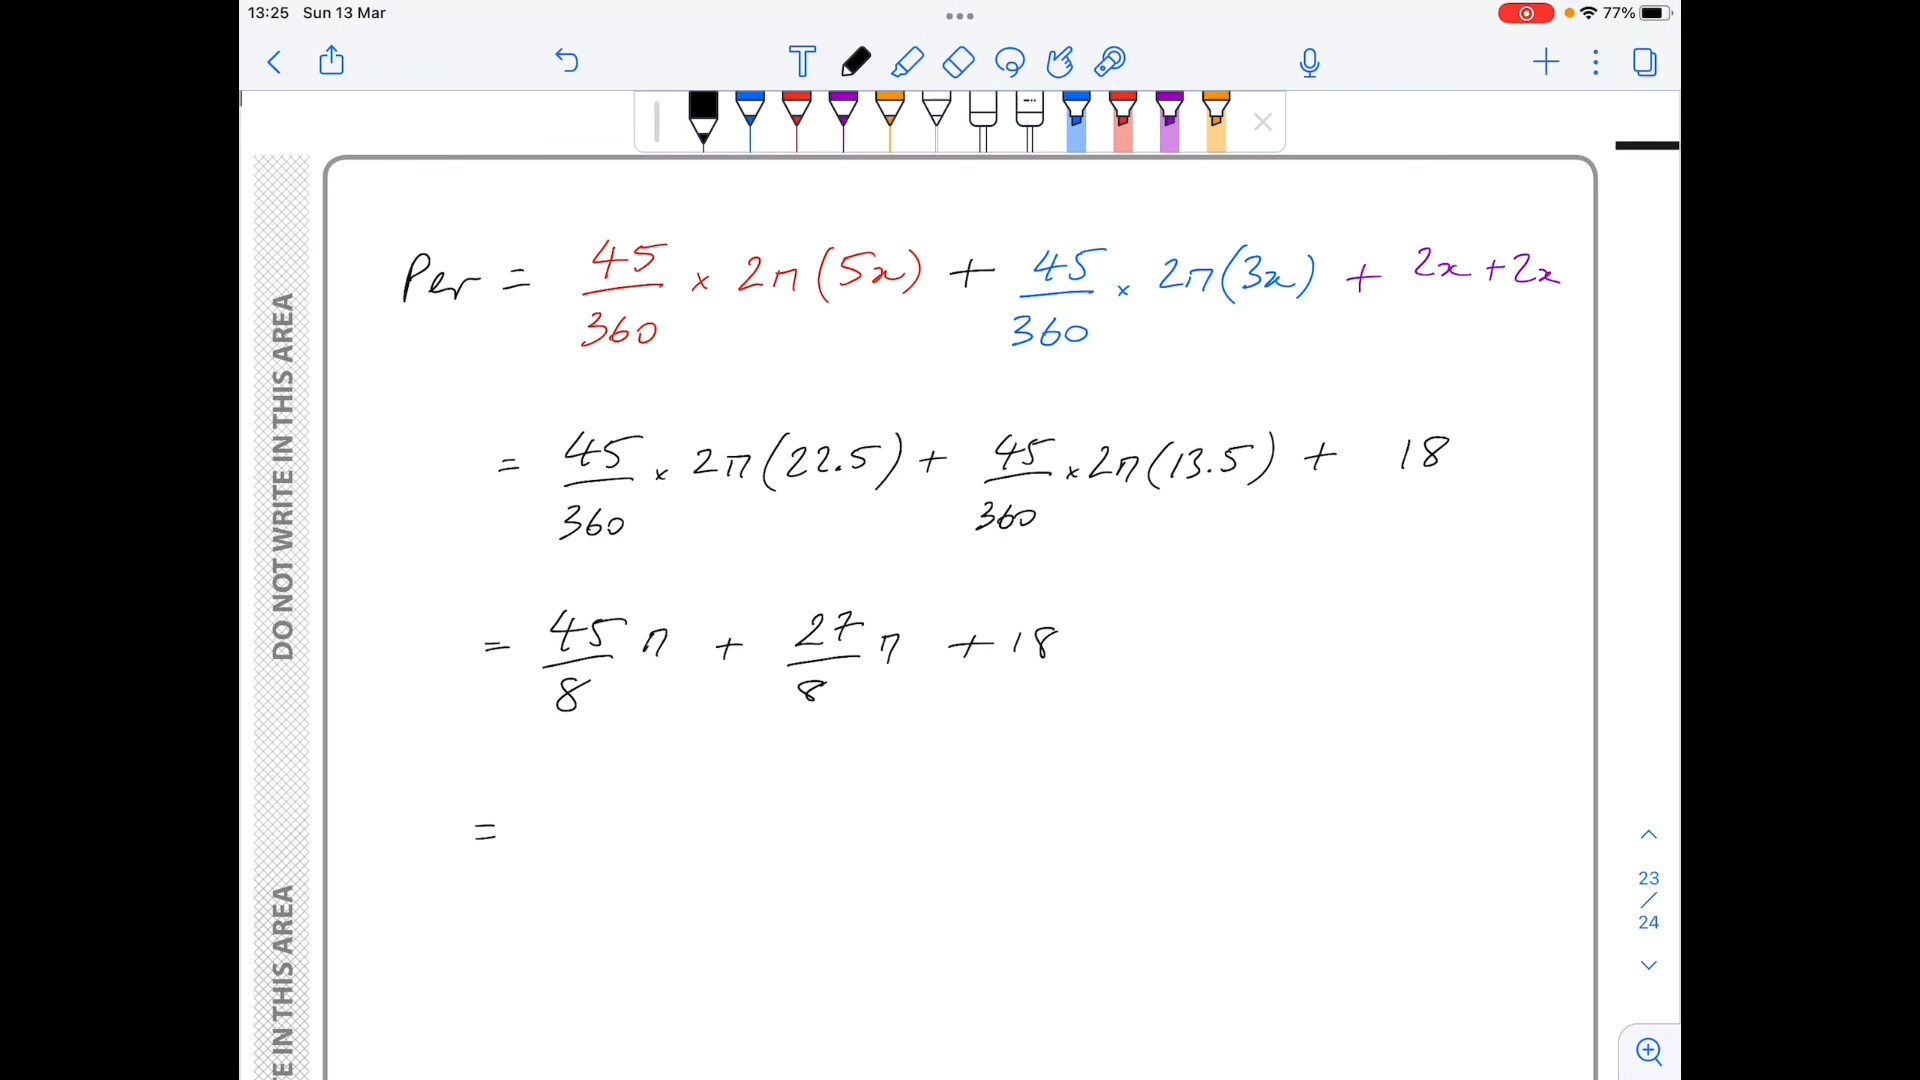 13:25 Sun 13 Mar
77%
T
DO NOT WRITE IN THIS AREA
TE IN THIS AREA
Per = 45/360 × 2π(5x) + 45/360 × 2π(3x) + 2x + 2x
= 45/360 × 2π(22.5) + 45/360 × 2π(13.5) + 18
= 45/8 π + 27/8 π + 18
=
23
/
24